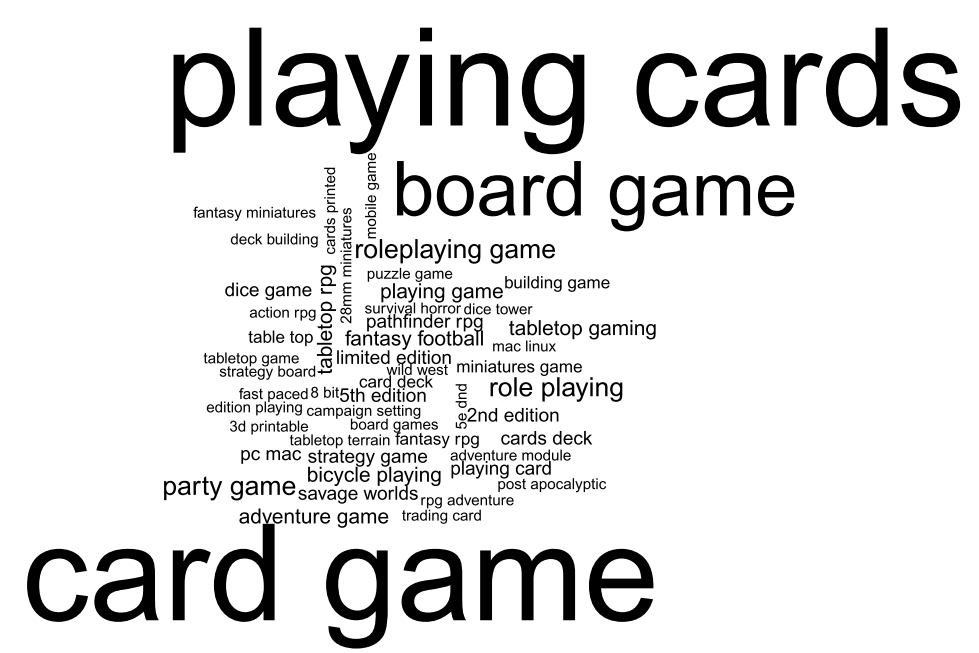 playing cards
board game
cards printed
mobile game
fantasy miniatures
28mm miniatures
deck building
roleplaying game
tabletop rpg
puzzle game
building game
dice game
playing game
action rpg
survival horror
dice tower
pathfinder rpg
tabletop gaming
table top
fantasy football
mac linux
tabletop game
limited edition
strategy board
wild west
miniatures game
card deck
role playing
fast paced
8 bit
5th edition
5e dnd
edition playing
campaign setting
2nd edition
3d printable
board games
tabletop terrain
fantasy rpg
cards deck
pc mac
strategy game
adventure module
bicycle playing
playing card
party game
savage worlds
post apocalyptic
rpg adventure
adventure game
trading card
card game